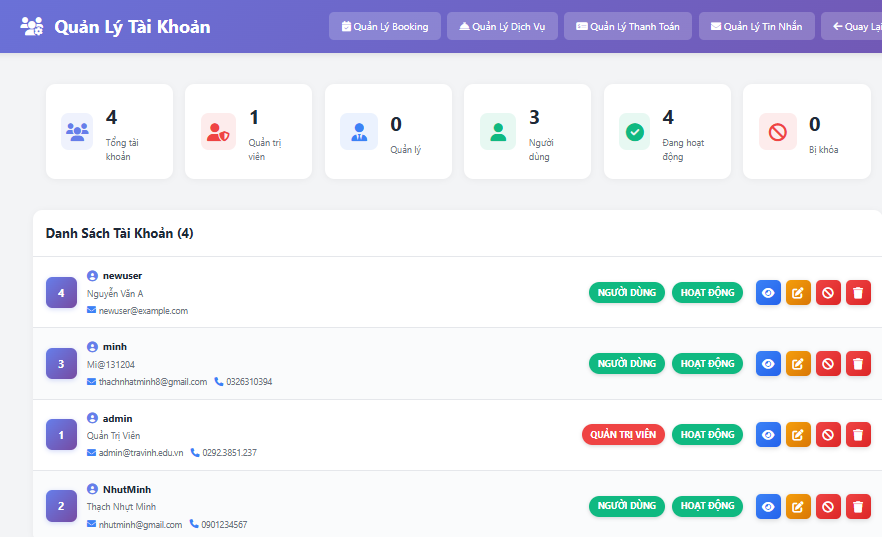 Quản Lý Tài Khoản
Quản Lý Booking
Quản Lý Dịch Vụ
Quản Lý Thanh Toán
Quản Lý Tin Nhắn
Quay Lại
4
Tổng tài
khoản
1
Quản trị
viên
0
Quản lý
3
Người
dùng
4
Đang hoạt
động
0
Bị khóa
Danh Sách Tài Khoản (4)
4
newuser
Nguyễn Văn A
newuser@example.com
NGƯỜI DÙNG
HOẠT ĐỘNG
3
minh
Mi@131204
thachnhatminh8@gmail.com 0326310394
NGƯỜI DÙNG
HOẠT ĐỘNG
1
admin
Quản Trị Viên
admin@travinh.edu.vn 0292.3851.237
QUẢN TRỊ VIÊN
HOẠT ĐỘNG
2
NhutMinh
Thạch Nhựt Minh
nhutminh@gmail.com 0901234567
NGƯỜI DÙNG
HOẠT ĐỘNG